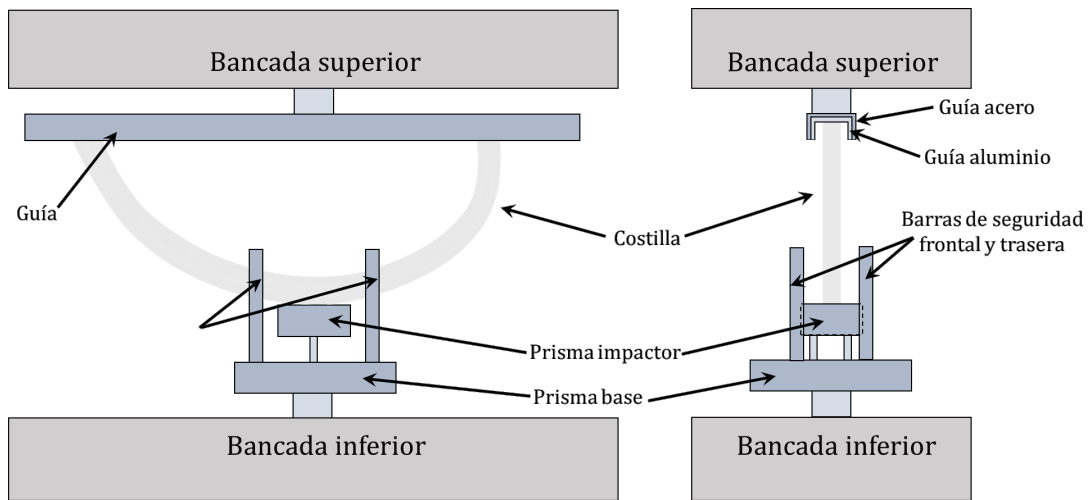 Bancada superior
Bancada superior
Guía acero
Guía aluminio
Guía
Costilla
Barras de seguridad
frontal y trasera
Prisma impactor
Prisma base
Bancada inferior
Bancada inferior